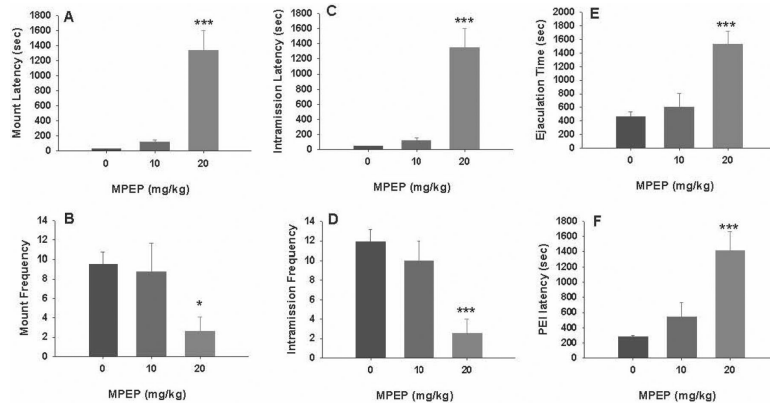 A
Mount Latency (sec)
1800
1600
1400
1200
1000
800
600
400
200
0
***
0 10 20
MPEP (mg/kg)
C
Intramission Latency (sec)
1800
1600
1400
1200
1000
800
600
400
200
0
***
0 10 20
MPEP (mg/kg)
E
Ejaculation Time (sec)
2000
1800
1600
1400
1200
1000
800
600
400
200
0
***
0 10 20
MPEP (mg/kg)
B
Mount Frequency
14
12
10
8
6
4
2
0
*
0 10 20
MPEP (mg/kg)
D
Intramission Frequency
14
12
10
8
6
4
2
0
***
0 10 20
MPEP (mg/kg)
F
PEI latency (sec)
1800
1600
1400
1200
1000
800
600
400
200
0
***
0 10 20
MPEP (mg/kg)